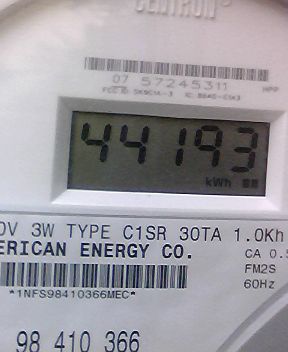 CENTRON®
07 57245311
44193
kWh
0V 3W TYPE C1SR 30TA 1.0Kh
ERICAN ENERGY CO.
CA 0.5
FM2S
60Hz
*1NFS98410366MEC*
98 410 366